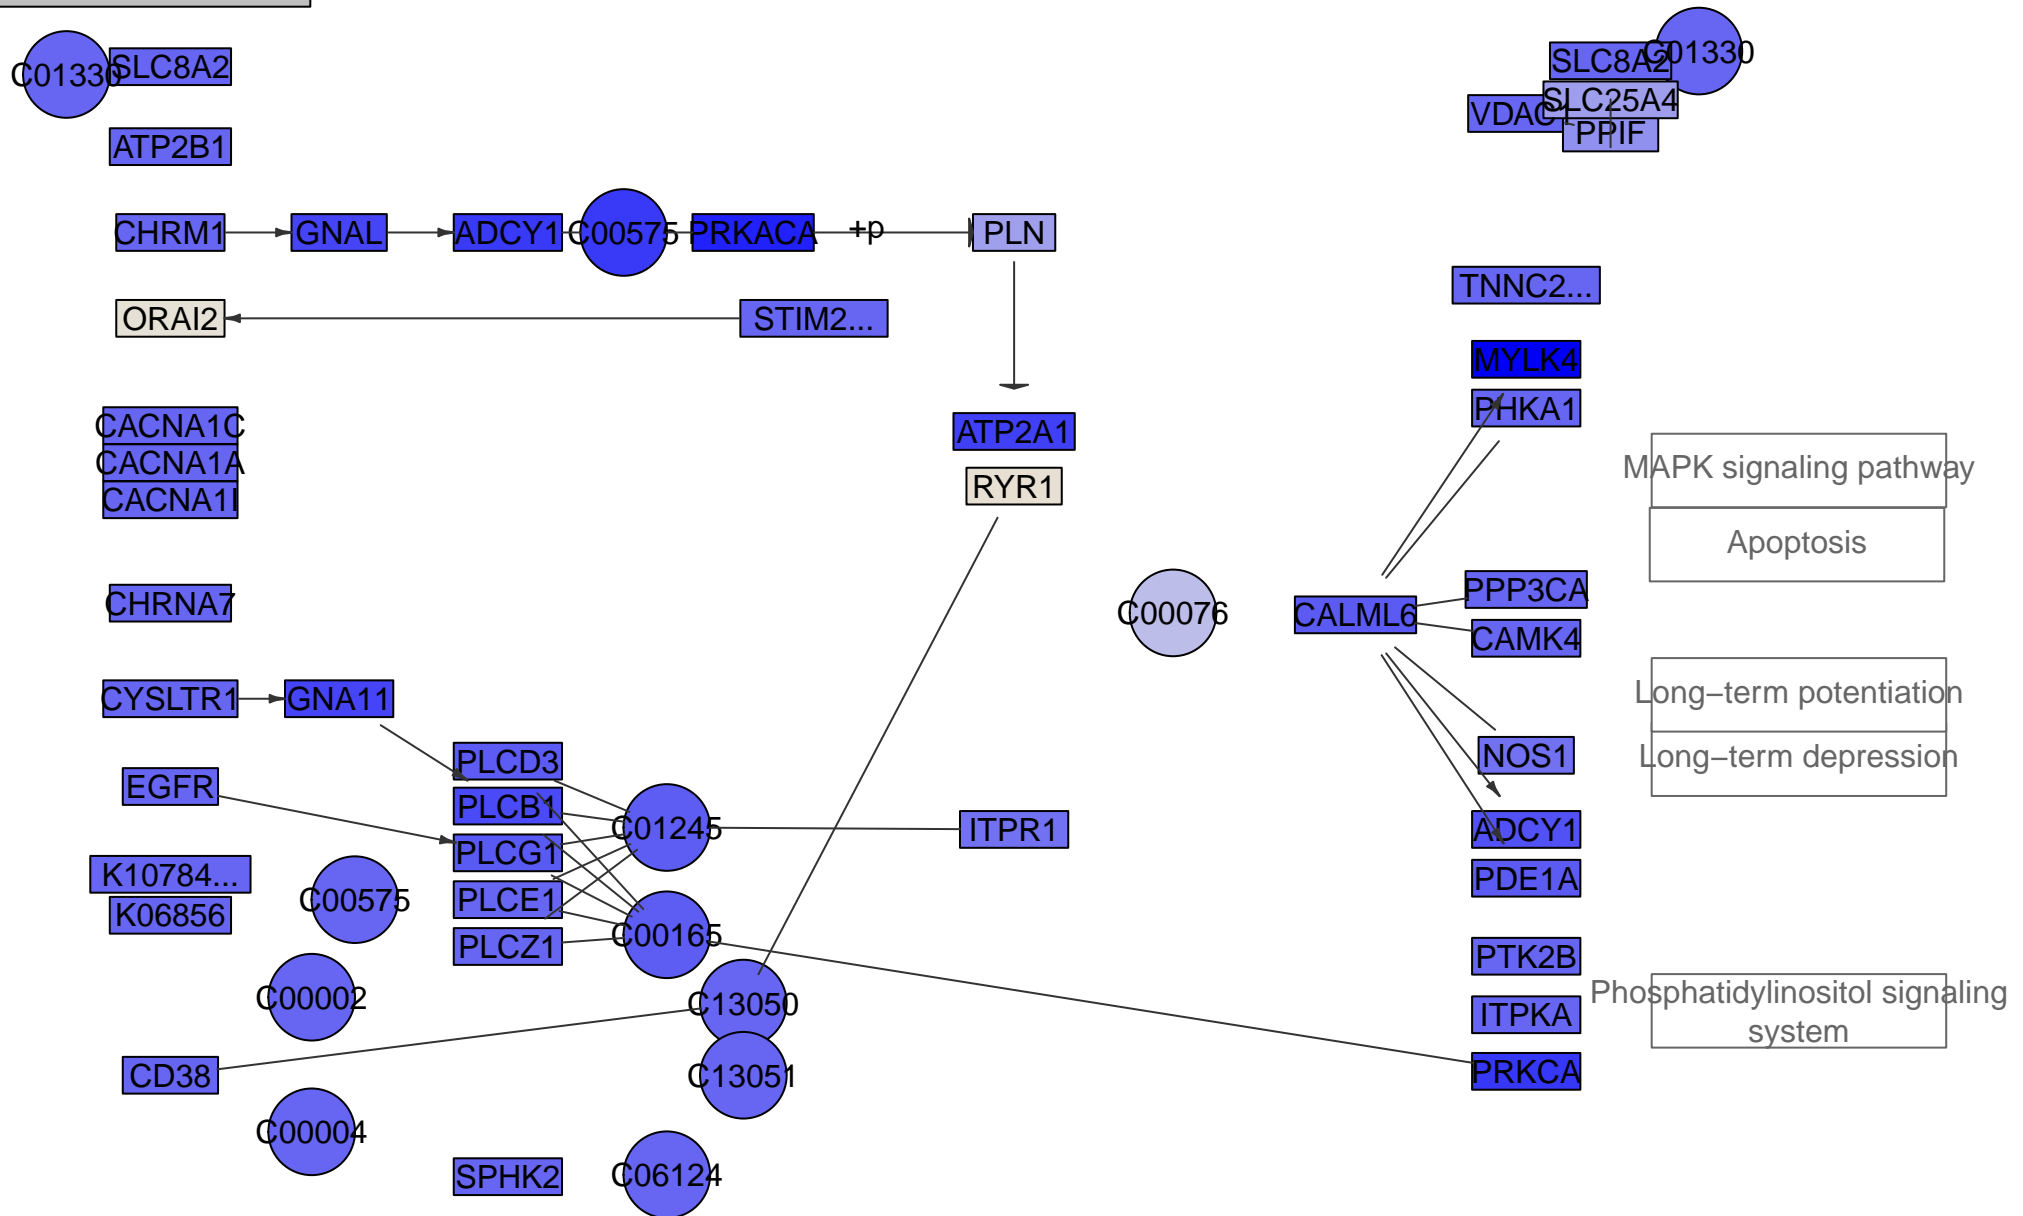 C01330
SLC8A2
SLC8A2
C01330
SLC25A4
VDAC1
PPIF
ATP2B1
CHRM1
GNAL
ADCY1
C00575
PRKACA
+p
PLN
ORAI2
STIM2...
TNNC2...
MYLK4
PHKA1
CACNA1C
CACNA1A
CACNA1I
ATP2A1
RYR1
MAPK signaling pathway
Apoptosis
CHRNA7
C00076
CALML6
PPP3CA
CAMK4
CYSLTR1
GNA11
Long−term potentiation
Long−term depression
PLCD3
NOS1
EGFR
PLCB1
C01245
ITPR1
ADCY1
PLCG1
K10784...
C00575
PLCE1
PDE1A
K06856
PLCZ1
C00165
PTK2B
C00002
C13050
ITPKA
Phosphatidylinositol signaling
system
CD38
C13051
PRKCA
C00004
SPHK2
C06124